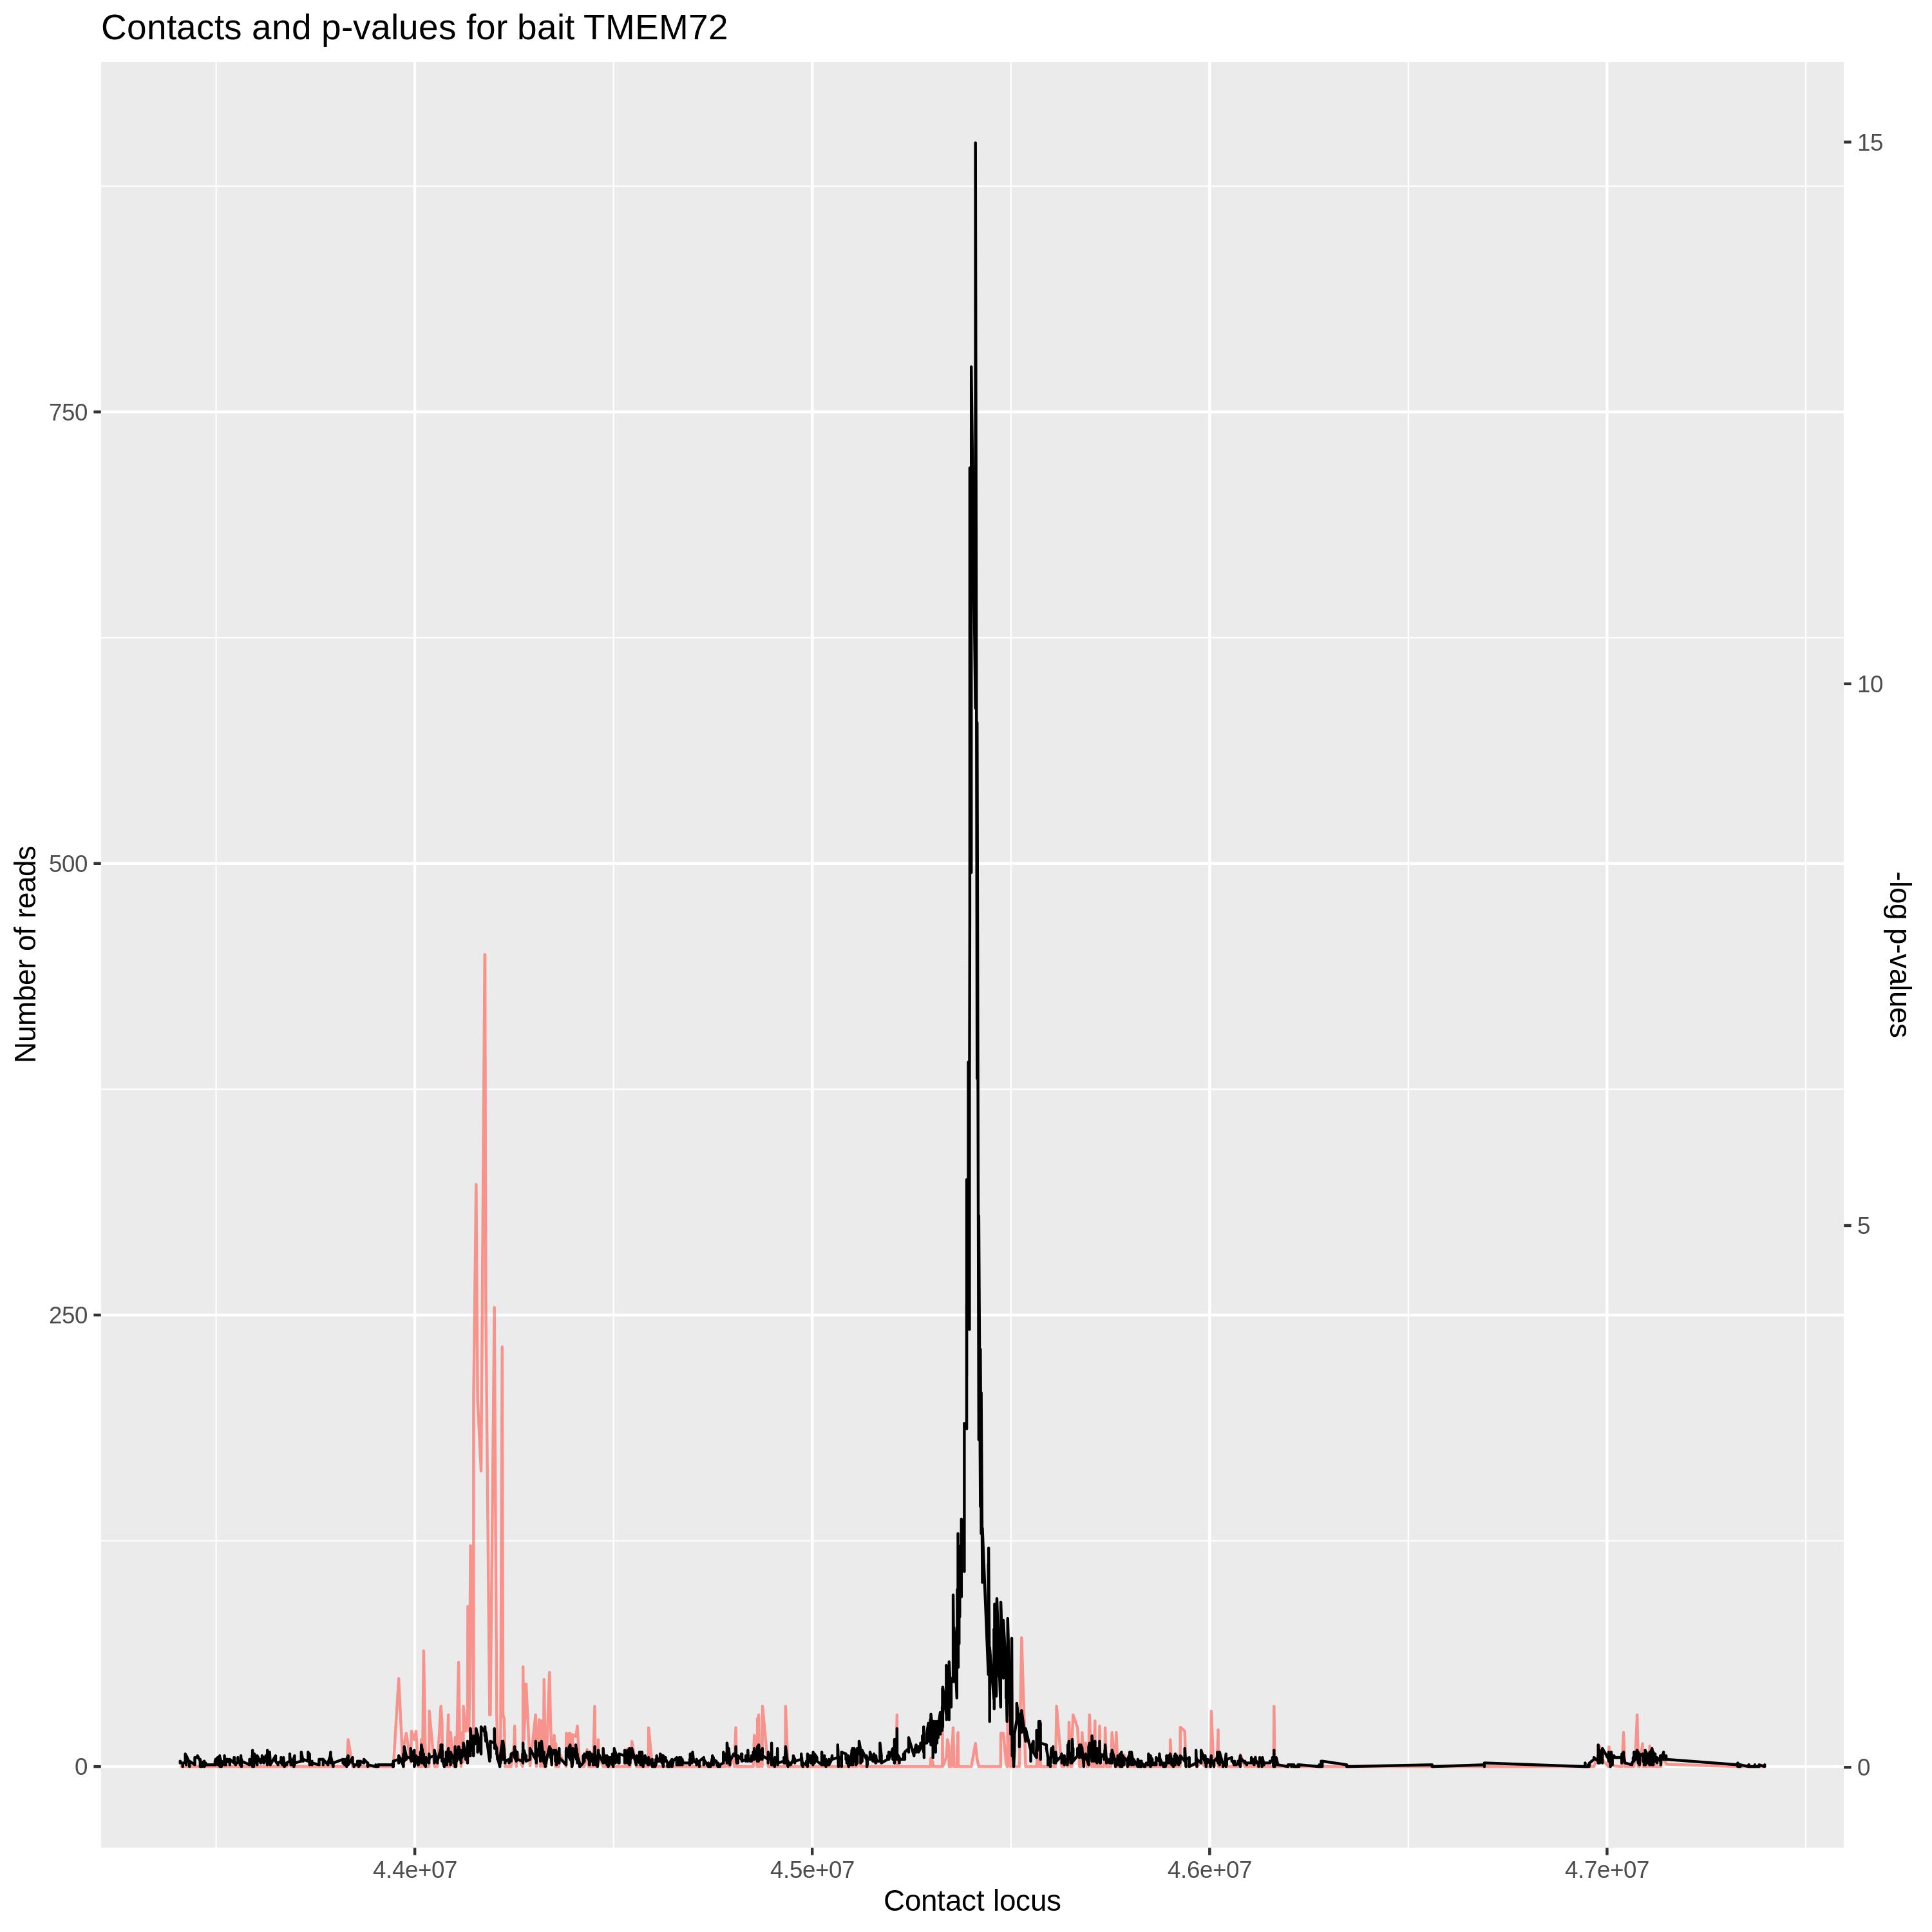 Contacts and p-values for bait TMEM72
15
750
10
500
Number of reads
-log p-values
5
250
0
0
4.4e+07
4.5e+07
4.6e+07
4.7e+07
Contact locus